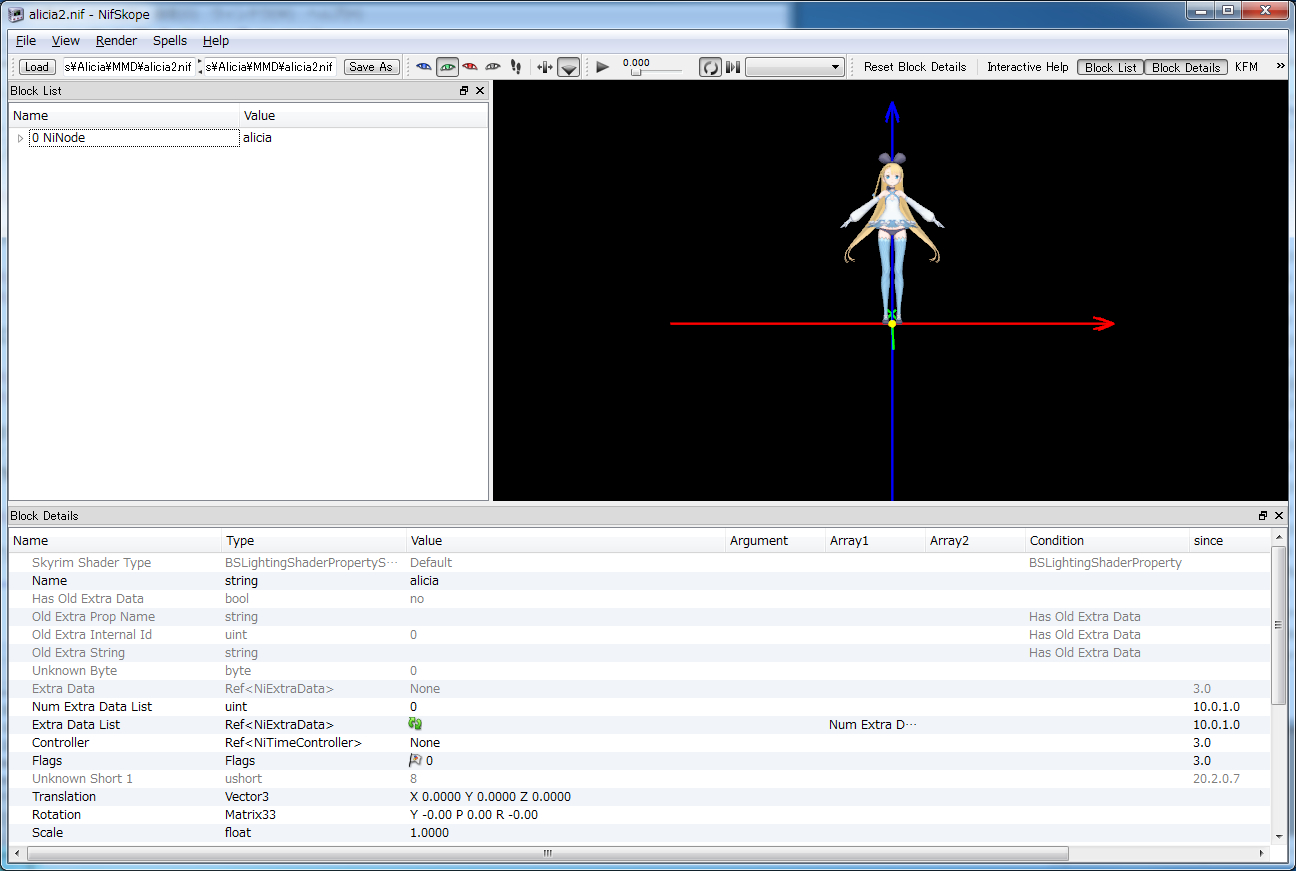 alicia2.nif - NifSkope
File View Render Spells Help
Load s¥Alicia¥MMD¥alicia2.nif s¥Alicia¥MMD¥alicia2.nif Save As 0.000 Reset Block Details Interactive Help Block List Block Details KFM »
Block List
Name Value
0 NiNode alicia
Block Details
Name Type Value Argument Array1 Array2 Condition since
Skyrim Shader Type BSLightingShaderPropertyS··· Default BSLightingShaderProperty
Name string alicia
Has Old Extra Data bool no
Old Extra Prop Name string Has Old Extra Data
Old Extra Internal Id uint 0 Has Old Extra Data
Old Extra String string Has Old Extra Data
Unknown Byte byte 0
Extra Data Ref<NiExtraData> None 3.0
Num Extra Data List uint 0 10.0.1.0
Extra Data List Ref<NiExtraData> Num Extra D··· 10.0.1.0
Controller Ref<NiTimeController> None 3.0
Flags Flags 0 3.0
Unknown Short 1 ushort 8 20.2.0.7
Translation Vector3 X 0.0000 Y 0.0000 Z 0.0000
Rotation Matrix33 Y -0.00 P 0.00 R -0.00
Scale float 1.0000